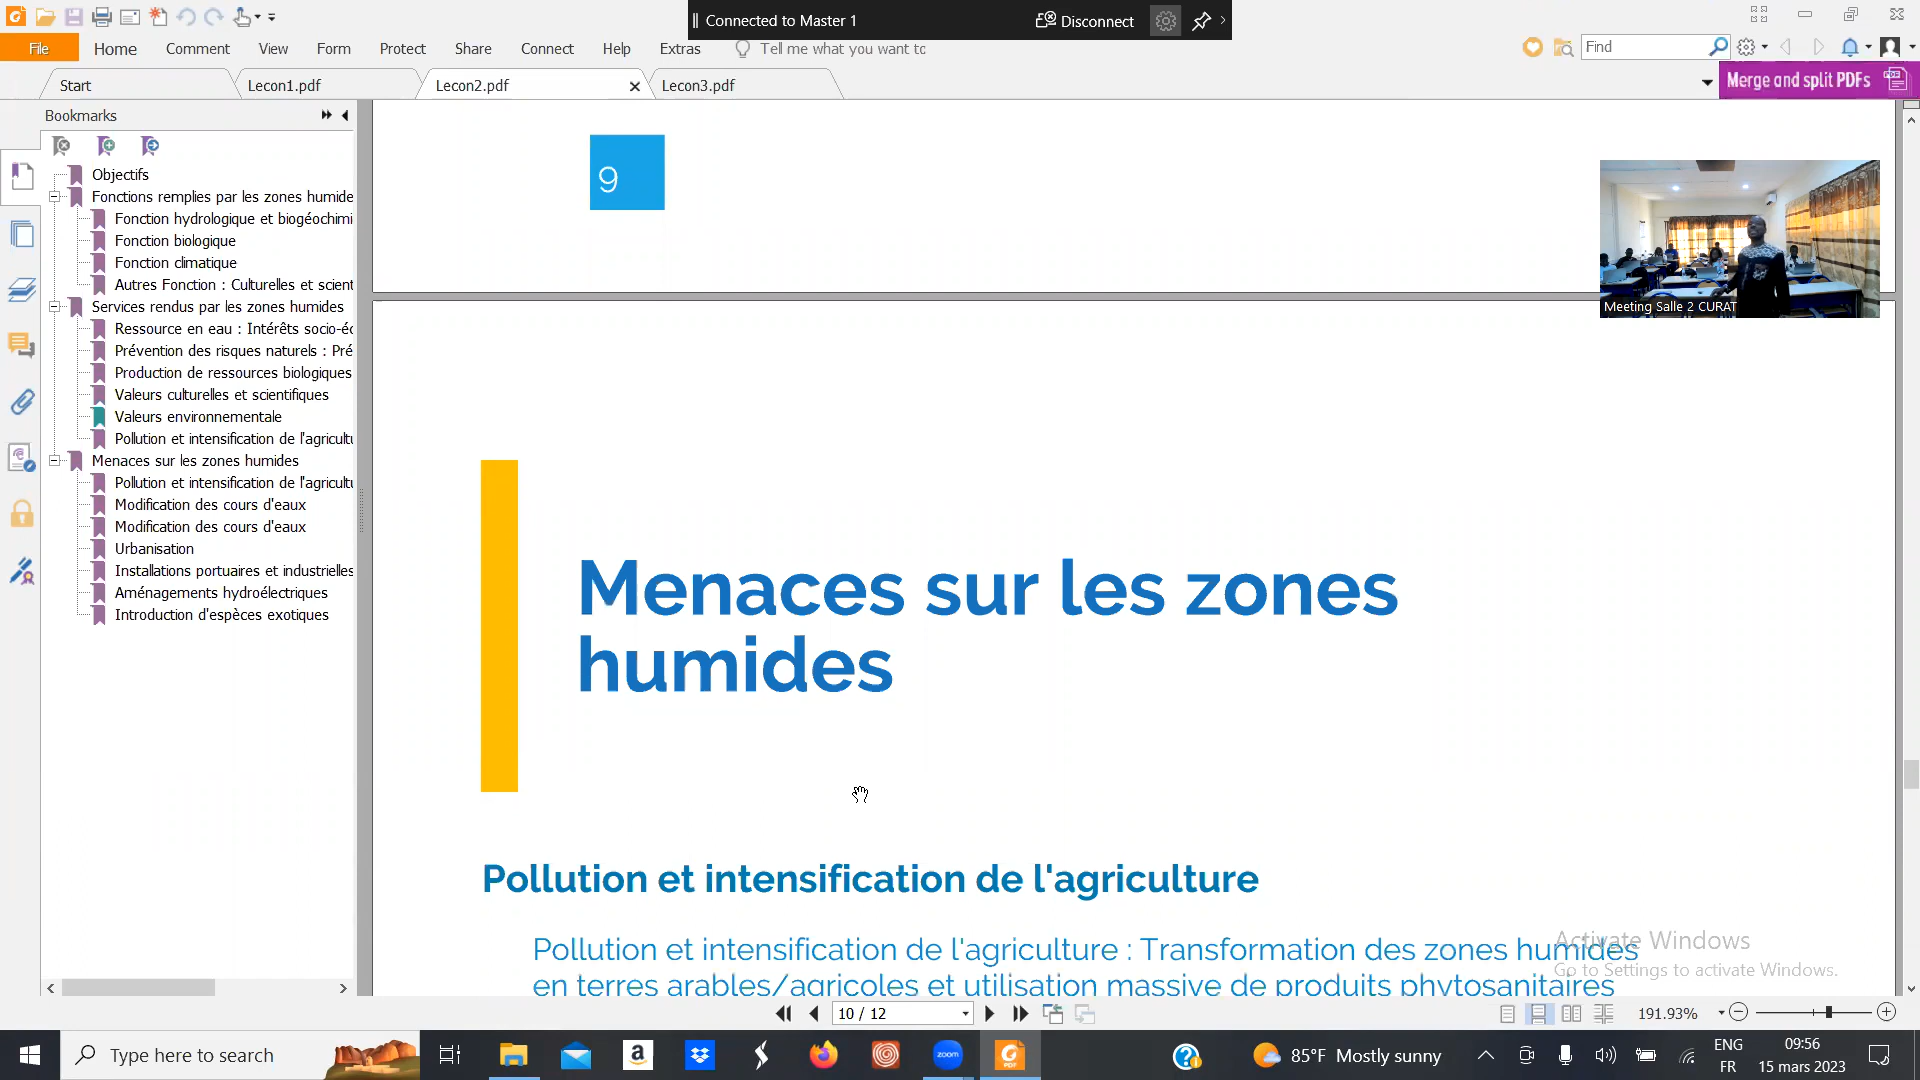 Connected to Master 1
Disconnect
File
Home
Comment
View
Form
Protect
Share
Connect
Help
Extras
Tell me what you want to
Find
Start
Lecon1.pdf
Lecon2.pdf
Lecon3.pdf
Merge and split PDFs
Bookmarks
Objectifs
Fonctions remplies par les zones humide
Fonction hydrologique et biogéochimi
Fonction biologique
Fonction climatique
Autres Fonction : Culturelles et scient
Services rendus par les zones humides
Ressource en eau : Intérêts socio-éc
Prévention des risques naturels : Pré
Production de ressources biologiques
Valeurs culturelles et scientifiques
Valeurs environnementale
Pollution et intensification de l'agricultu
Menaces sur les zones humides
Pollution et intensification de l'agricultu
Modification des cours d'eaux
Modification des cours d'eaux
Urbanisation
Installations portuaires et industrielles
Aménagements hydroélectriques
Introduction d'espèces exotiques
9
Meeting Salle 2 CURAT
Menaces sur les zones
humides
Pollution et intensification de l'agriculture
Pollution et intensification de l'agriculture : Transformation des zones humides
en terres arables/agricoles et utilisation massive de produits phytosanitaires
Activate Windows
Go to Settings to activate Windows.
10 / 12
191.93%
Type here to search
zoom
PDF
85°F Mostly sunny
ENG
FR
09:56
15 mars 2023